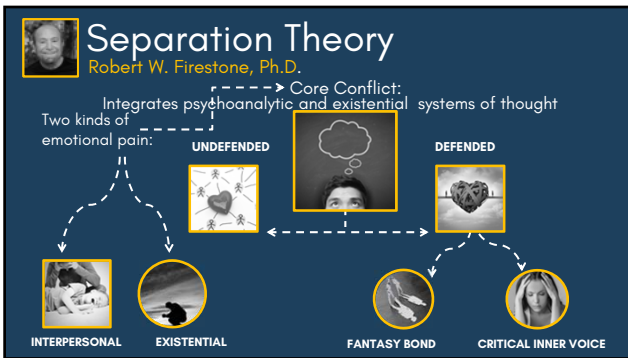 Separation Theory
Robert W. Firestone, Ph.D.
Core Conflict:
Integrates psychoanalytic and existential systems of thought
Two kinds of
emotional pain:
UNDEFENDED
DEFENDED
INTERPERSONAL
EXISTENTIAL
FANTASY BOND
CRITICAL INNER VOICE